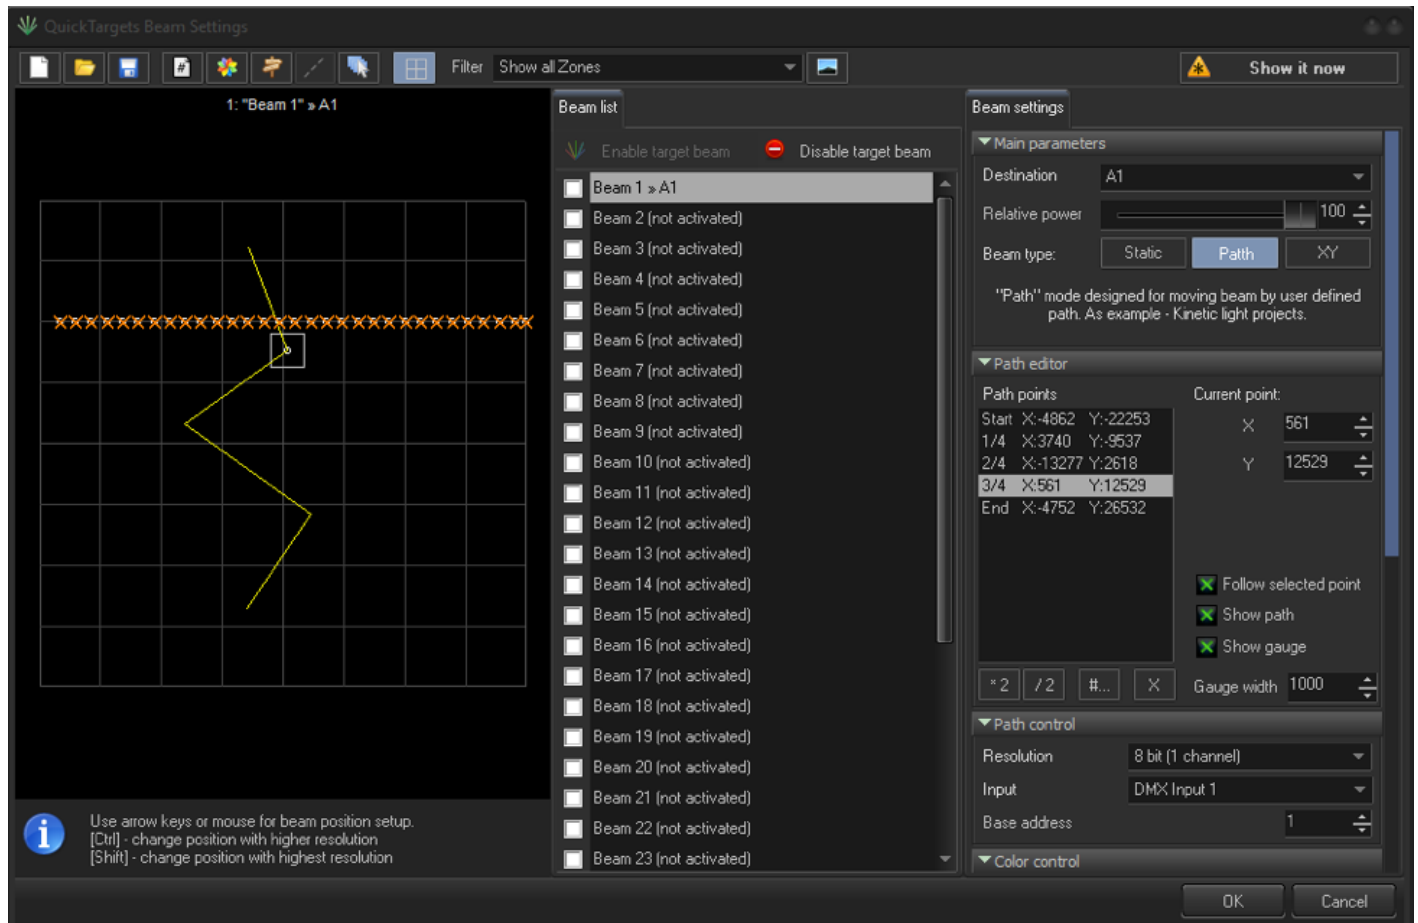 QuickTargets Beam Settings
#
Filter
Show all Zones
Show it now
1: "Beam 1" » A1
Beam list
Enable target beam
Disable target beam
Beam 1 » A1
Beam 2 (not activated)
Beam 3 (not activated)
Beam 4 (not activated)
Beam 5 (not activated)
Beam 6 (not activated)
Beam 7 (not activated)
Beam 8 (not activated)
Beam 9 (not activated)
Beam 10 (not activated)
Beam 11 (not activated)
Beam 12 (not activated)
Beam 13 (not activated)
Beam 14 (not activated)
Beam 15 (not activated)
Beam 16 (not activated)
Beam 17 (not activated)
Beam 18 (not activated)
Beam 19 (not activated)
Beam 20 (not activated)
Beam 21 (not activated)
Beam 22 (not activated)
Beam 23 (not activated)
Beam settings
Main parameters
Destination A1
Relative power 100
Beam type: Static Patth XY
"Path" mode designed for moving beam by user defined
path. As example - Kinetic light projects.
Path editor
Path points
Start X:-4862 Y:-22253
1/4 X:3740 Y:-9537
2/4 X:-13277 Y:2618
3/4 X:561 Y:12529
End X:-4752 Y:26532
Current point:
X 561
Y 12529
Follow selected point
Show path
Show gauge
*2 /2 #... X
Gauge width 1000
Path control
Resolution 8 bit (1 channel)
Input DMX Input 1
Base address 1
Color control
Use arrow keys or mouse for beam position setup.
[Ctrl] - change position with higher resolution
[Shift] - change position with highest resolution
OK Cancel